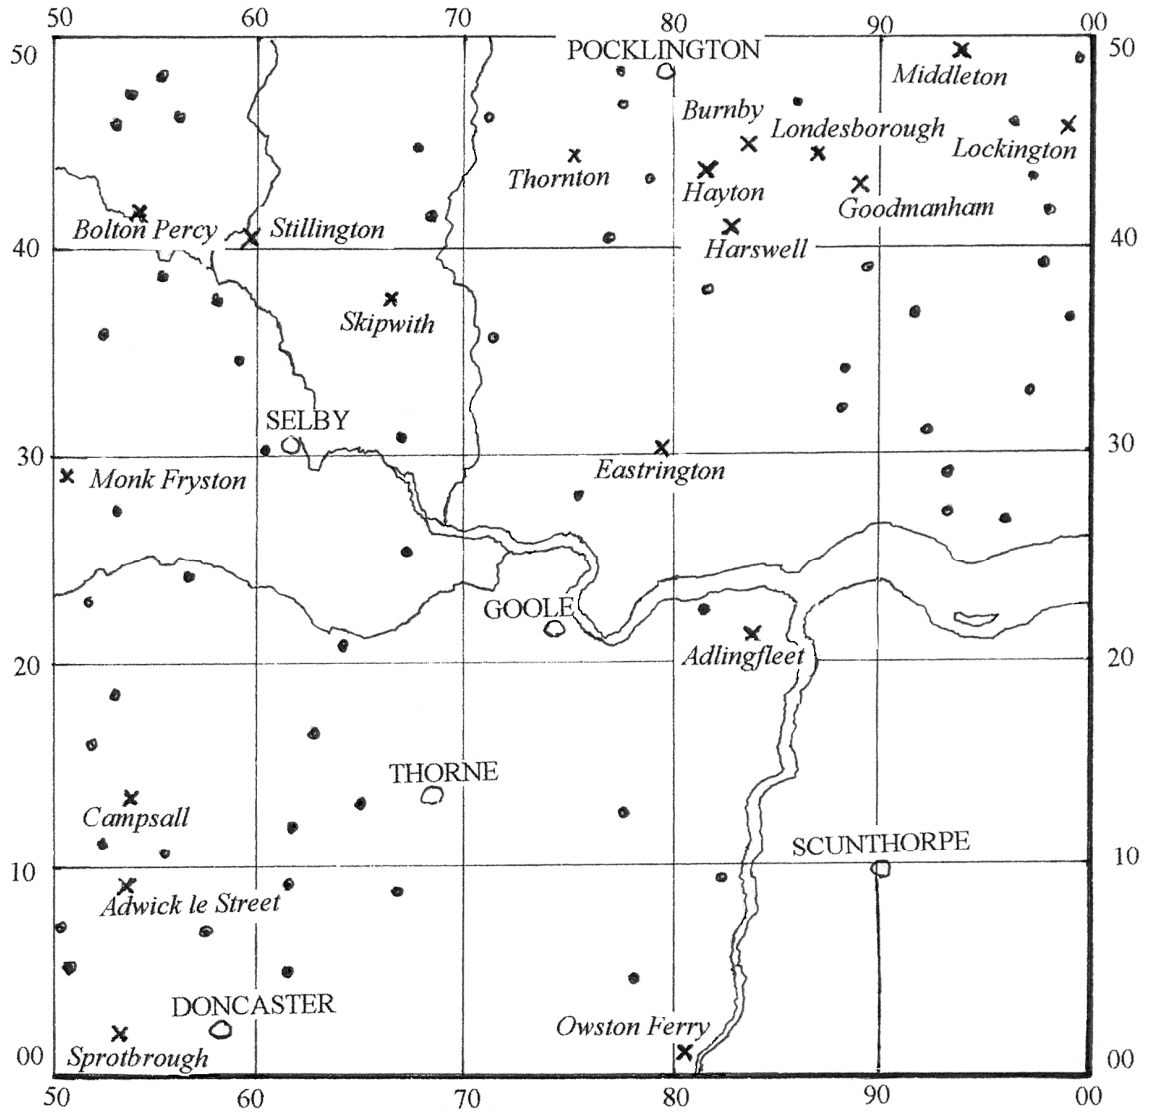 50 60 70 80 90 00
50 POCKLINGTON 50
Middleton
Burnby
Londesborough
Lockington
Thornton Hayton
Goodmanham
Bolton Percy Stillington
40 Harswell 40
Skipwith
SELBY
30 30
Eastrington
Monk Fryston
GOOLE
Adlingfleet
20 20
THORNE
Campsall
SCUNTHORPE
10 10
Adwick le Street
DONCASTER
Owston Ferry
00 Sprotbrough 00
50 60 70 80 90 00